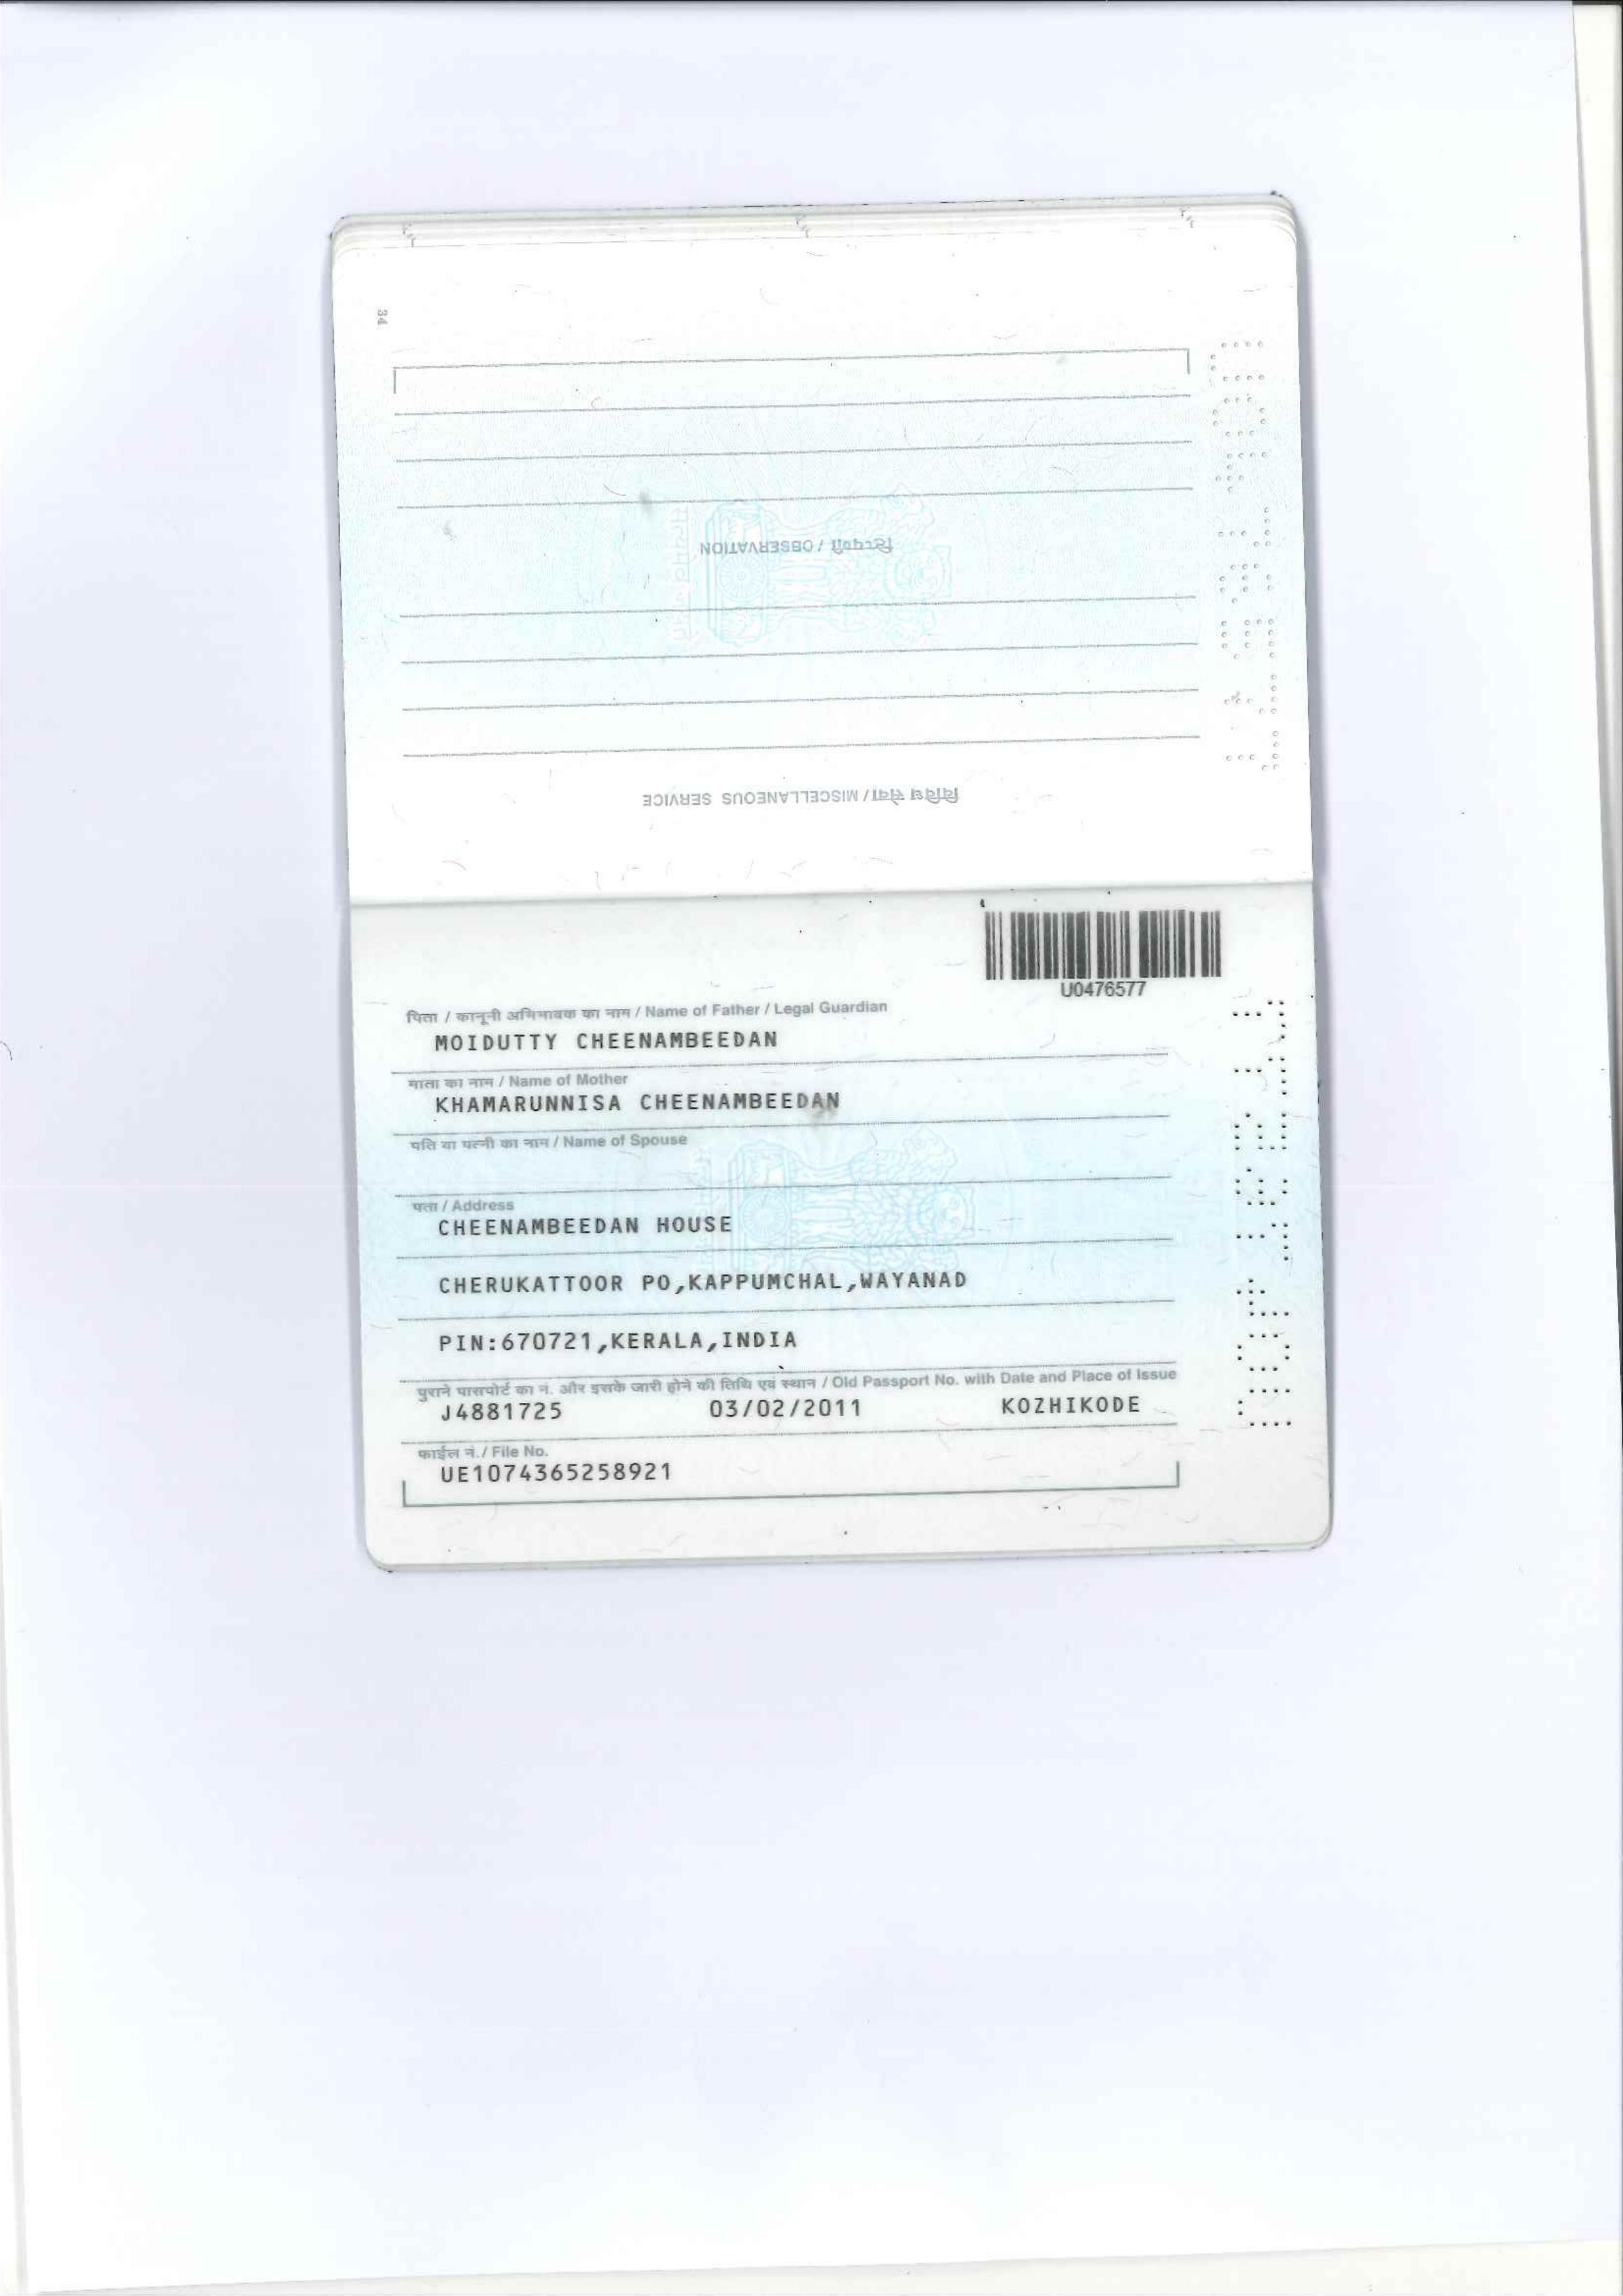 34
टिप्पणी / OBSERVATION
विविध सेवा / MISCELLANEOUS SERVICE
U0476577
पिता / कानूनी अभिभावक का नाम / Name of Father / Legal Guardian
MOIDUTTY CHEENAMBEEDAN
माता का नाम / Name of Mother
KHAMARUNNISA CHEENAMBEEDAN
पति या पत्नी का नाम / Name of Spouse
पता / Address
CHEENAMBEEDAN HOUSE
CHERUKATTOOR PO,KAPPUMCHAL,WAYANAD
PIN:670721,KERALA,INDIA
पुराने पासपोर्ट का नं. और इसके जारी होने की तिथि एवं स्थान / Old Passport No. with Date and Place of Issue
J4881725 03/02/2011 KOZHIKODE
फाईल नं. / File No.
UE1074365258921